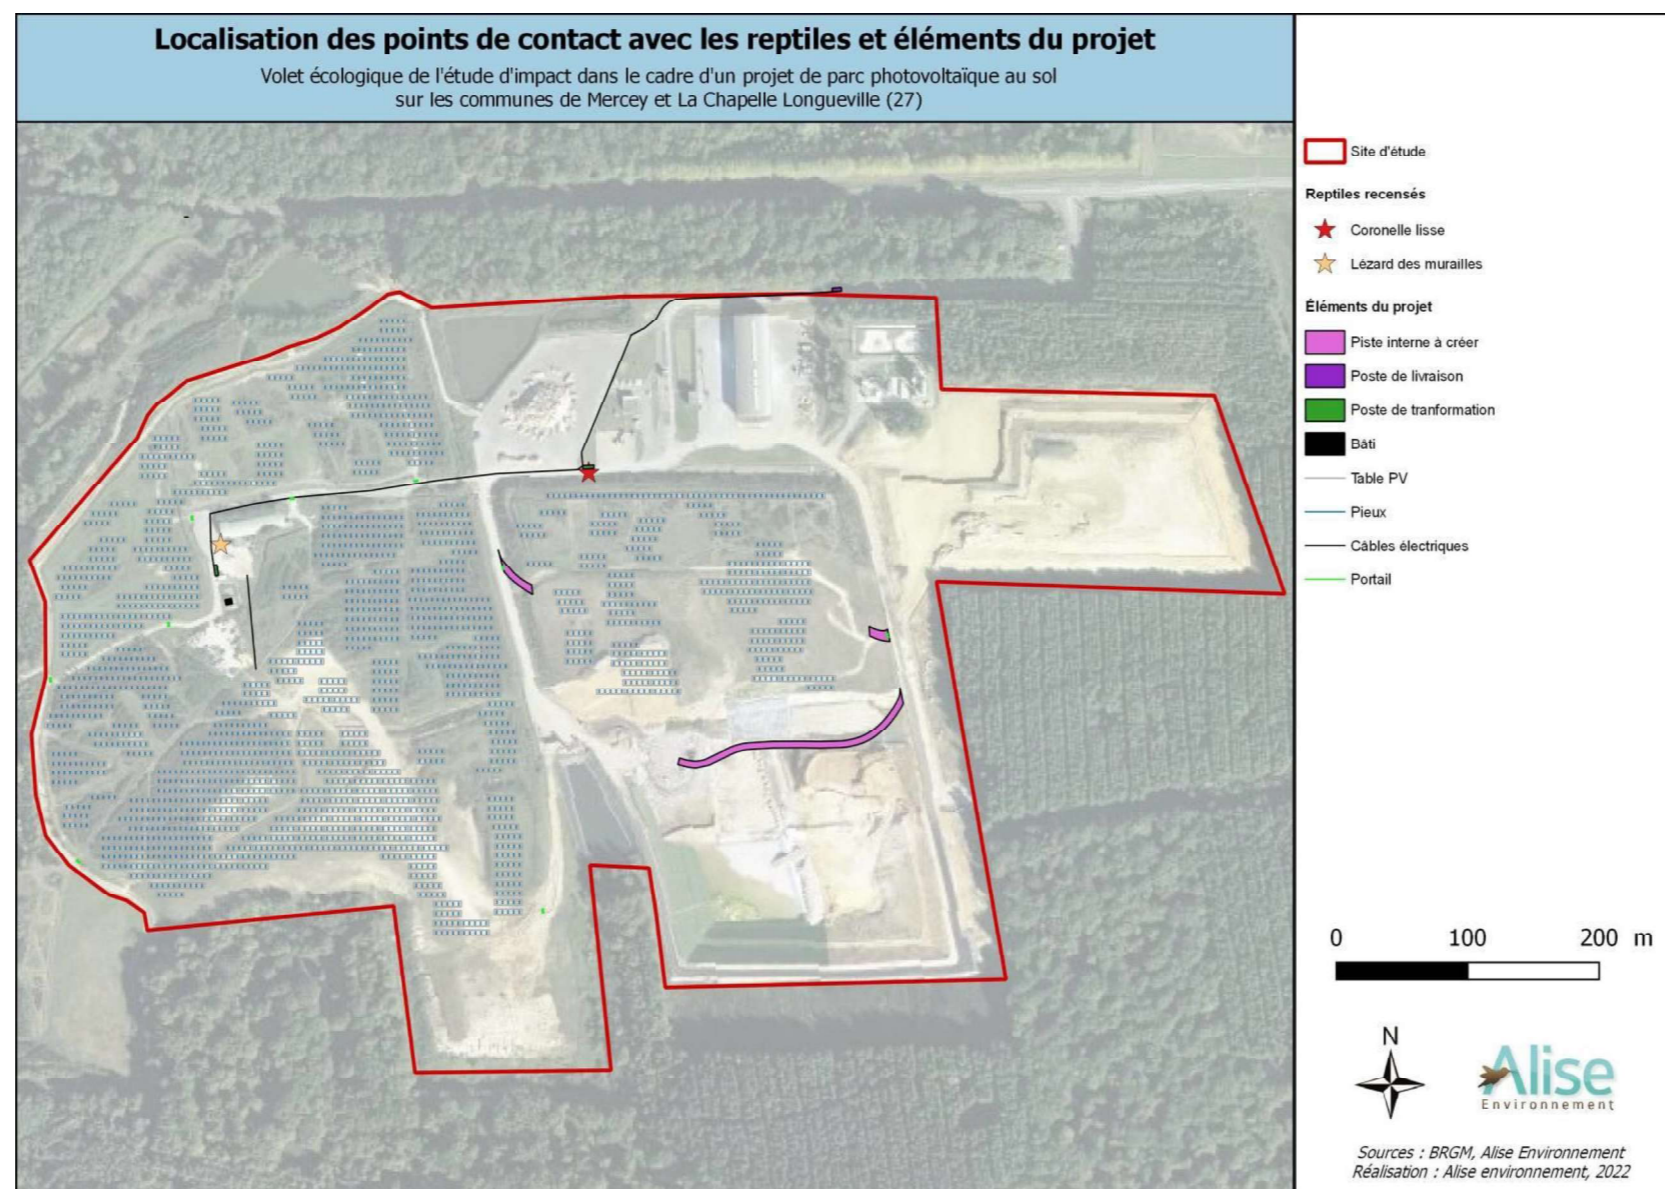 Localisation des points de contact avec les reptiles et éléments du projet
Volet écologique de l'étude d'impact dans le cadre d'un projet de parc photovoltaïque au sol
sur les communes de Mercey et La Chapelle Longueville (27)
Site d'étude
Reptiles recensés
Coronelle lisse
Lézard des murailles
Éléments du projet
Piste interne à créer
Poste de livraison
Poste de tranformation
Bâti
Table PV
Pieux
Câbles électriques
Portail
0 100 200 m
N
Alise
Environnement
Sources : BRGM, Alise Environnement
Réalisation : Alise environnement, 2022